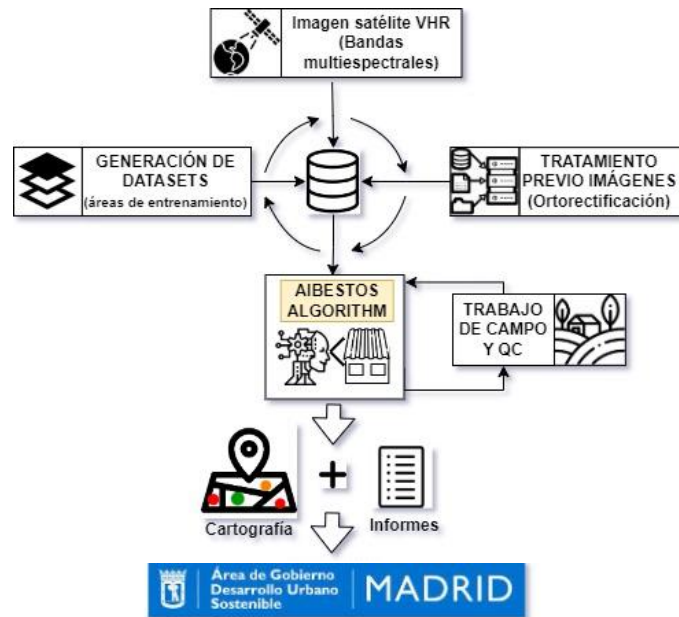 Imagen satélite VHR
(Bandas
multiespectrales)
GENERACIÓN DE
DATASETS
(áreas de entrenamiento)
TRATAMIENTO
PREVIO IMÁGENES
(Ortorectificación)
AIBESTOS
ALGORITHM
TRABAJO
DE CAMPO
Y QC
Cartografía
Informes
Área de Gobierno
Desarrollo Urbano
Sostenible
MADRID